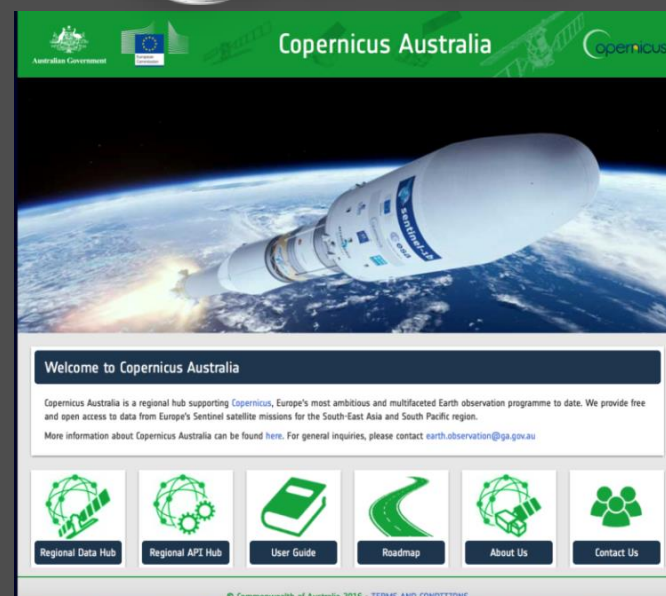 Australian Government
European
Commission
Copernicus Australia
opernicus
sentinel-3b
esa
Welcome to Copernicus Australia
Copernicus Australia is a regional hub supporting Copernicus, Europe's most ambitious and multifaceted Earth observation programme to date. We provide free
and open access to data from Europe's Sentinel satellite missions for the South-East Asia and South Pacific region.
More information about Copernicus Australia can be found here. For general inquiries, please contact earth.observation@ga.gov.au
Regional Data Hub
Regional API Hub
User Guide
Roadmap
About Us
Contact Us
© Commonwealth of Australia 2016 - TERMS AND CONDITIONS